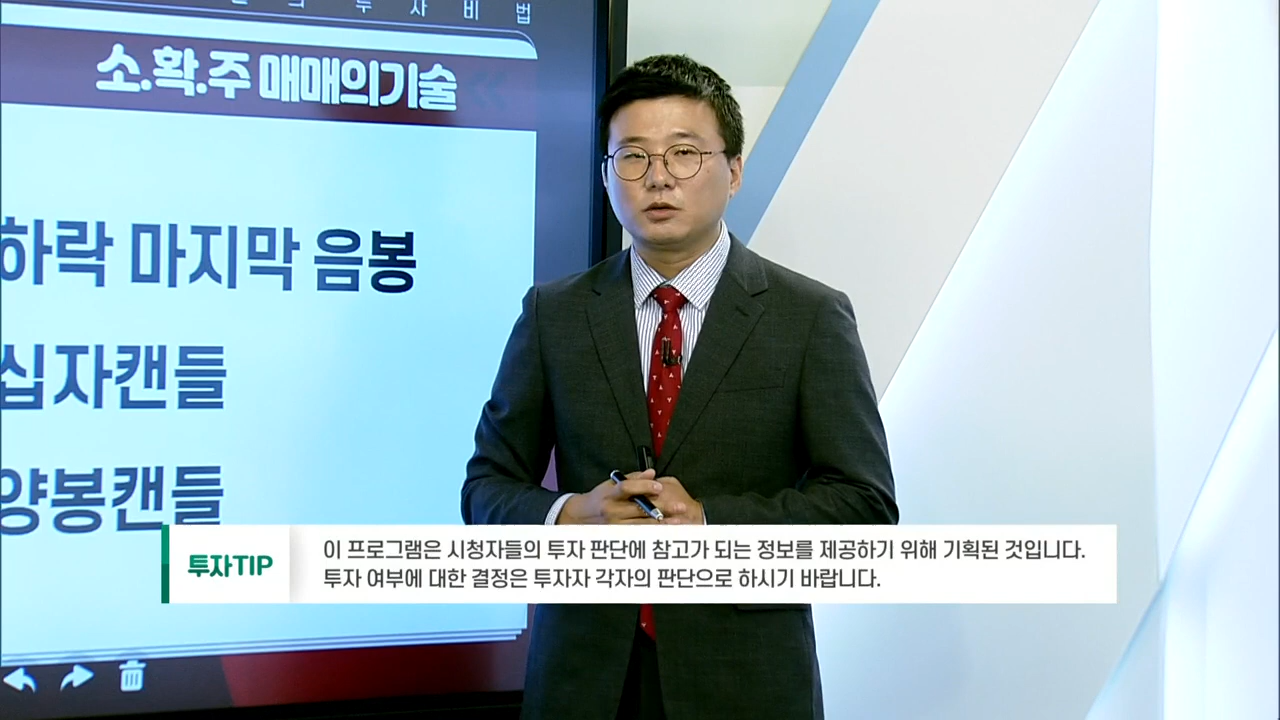 투자비법
소.확.주 매매의기술
하락 마지막 음봉
십자캔들
양봉캔들
투자TIP
이 프로그램은 시청자들의 투자 판단에 참고가 되는 정보를 제공하기 위해 기획된 것입니다.
투자 여부에 대한 결정은 투자자 각자의 판단으로 하시기 바랍니다.